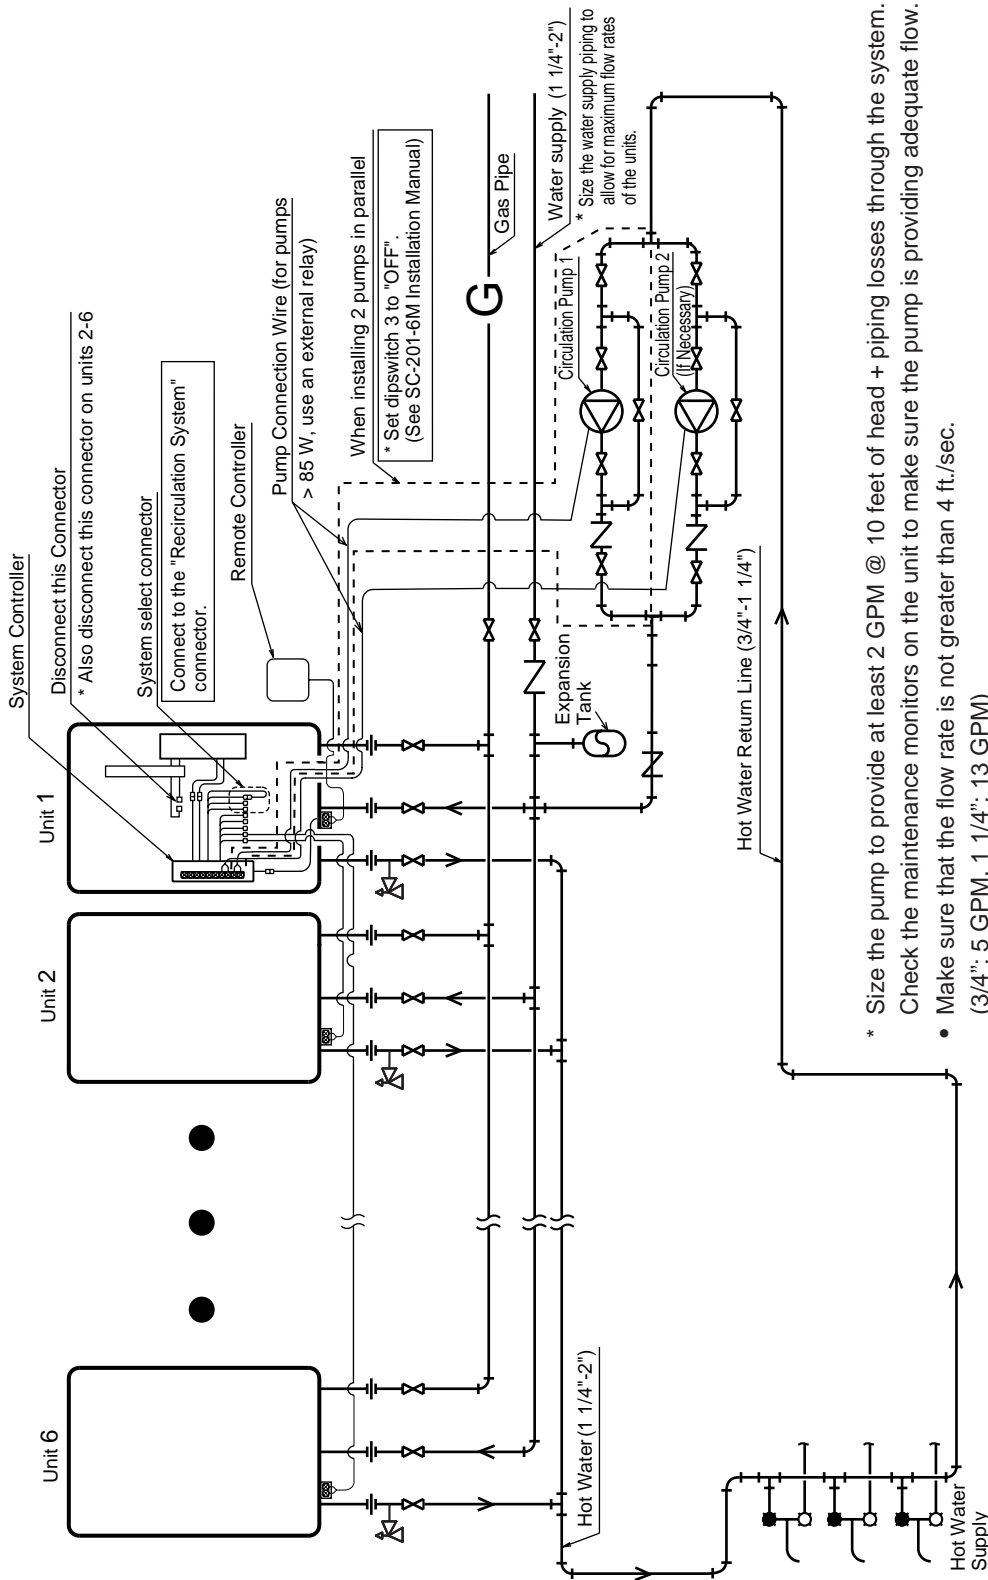 System Controller
Disconnect this Connector
* Also disconnect this connector on units 2-6
System select connector
Connect to the "Recirculation System"
connector.
Remote Controller
Pump Connection Wire (for pumps
> 85 W, use an external relay)
When installing 2 pumps in parallel
* Set dipswitch 3 to "OFF".
(See SC-201-6M Installation Manual)
Unit 1
Unit 2
Unit 6
G
Gas Pipe
Water supply (1 1/4"-2")
* Size the water supply piping to
allow for maximum flow rates
of the units.
Circulation Pump 1
Circulation Pump 2
(If Necessary)
Expansion
Tank
Hot Water Return Line (3/4"-1 1/4")
Hot Water (1 1/4"-2")
Hot Water
Supply
* Size the pump to provide at least 2 GPM @ 10 feet of head + piping losses through the system.
Check the maintenance monitors on the unit to make sure the pump is providing adequate flow.
• Make sure that the flow rate is not greater than 4 ft./sec.
(3/4”: 5 GPM, 1 1/4”: 13 GPM)